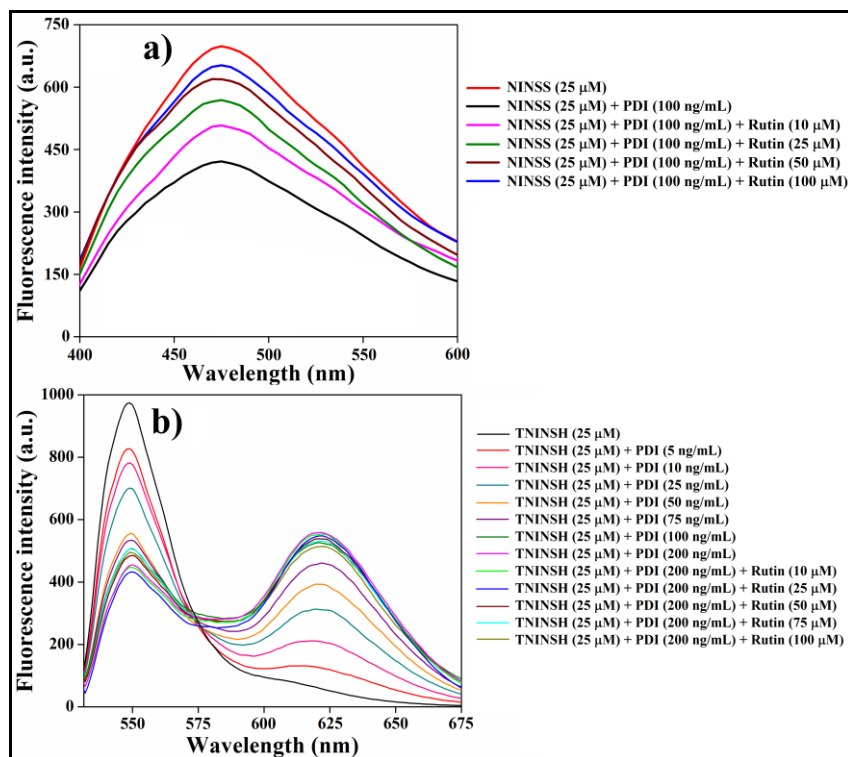 a)
Fluorescence intensity (a.u.)
750
600
450
300
150
0
400
450
500
550
600
Wavelength (nm)
NINSS (25 µM)
NINSS (25 µM) + PDI (100 ng/mL)
NINSS (25 µM) + PDI (100 ng/mL) + Rutin (10 µM)
NINSS (25 µM) + PDI (100 ng/mL) + Rutin (25 µM)
NINSS (25 µM) + PDI (100 ng/mL) + Rutin (50 µM)
NINSS (25 µM) + PDI (100 ng/mL) + Rutin (100 µM)
b)
Fluorescence intensity (a.u.)
1000
800
600
400
200
0
550
575
600
625
650
675
Wavelength (nm)
TNINSH (25 µM)
TNINSH (25 µM) + PDI (5 ng/mL)
TNINSH (25 µM) + PDI (10 ng/mL)
TNINSH (25 µM) + PDI (25 ng/mL)
TNINSH (25 µM) + PDI (50 ng/mL)
TNINSH (25 µM) + PDI (75 ng/mL)
TNINSH (25 µM) + PDI (100 ng/mL)
TNINSH (25 µM) + PDI (200 ng/mL)
TNINSH (25 µM) + PDI (200 ng/mL) + Rutin (10 µM)
TNINSH (25 µM) + PDI (200 ng/mL) + Rutin (25 µM)
TNINSH (25 µM) + PDI (200 ng/mL) + Rutin (50 µM)
TNINSH (25 µM) + PDI (200 ng/mL) + Rutin (75 µM)
TNINSH (25 µM) + PDI (200 ng/mL) + Rutin (100 µM)